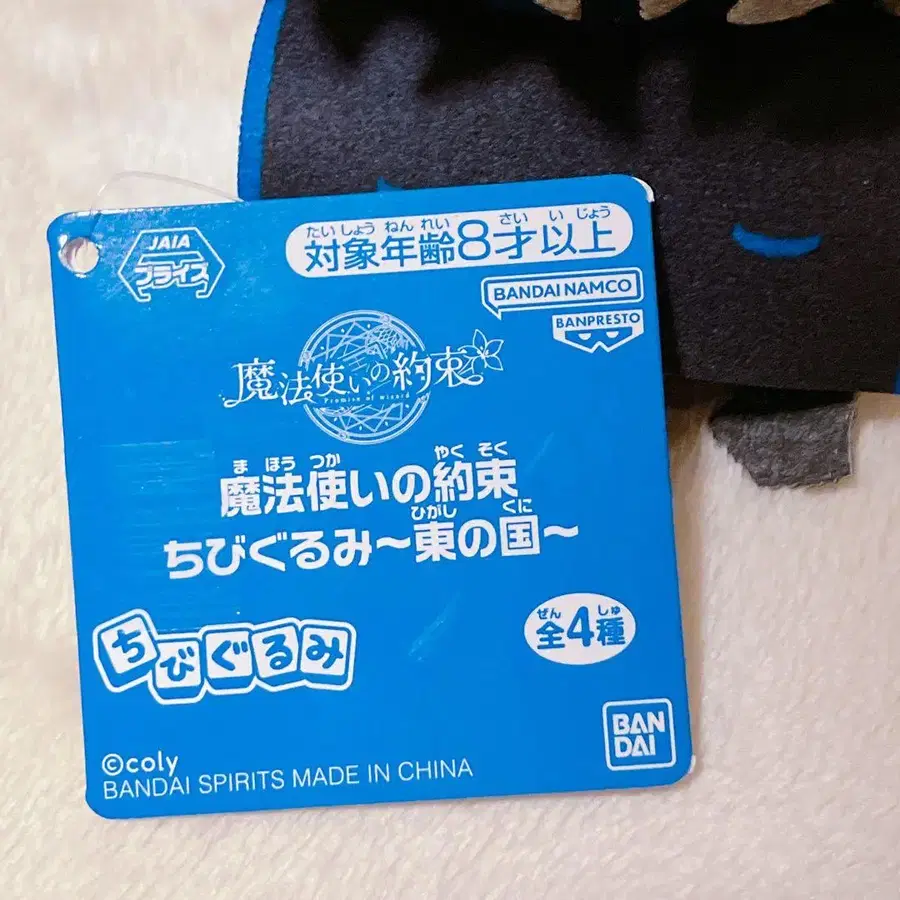 JAIA
プライズ
たいしょうねんれい さい い じょう
対象年齢8才以上
BANDAI NAMCO
BANPRESTO
魔法使いの約束
Promise of wizard
ま ほう つか やく そく
魔法使いの約束
ひがし くに
ちびぐるみ~東の国~
ちびぐるみ
ぜん しゅ
全4種
BAN
DAI
©coly
BANDAI SPIRITS MADE IN CHINA